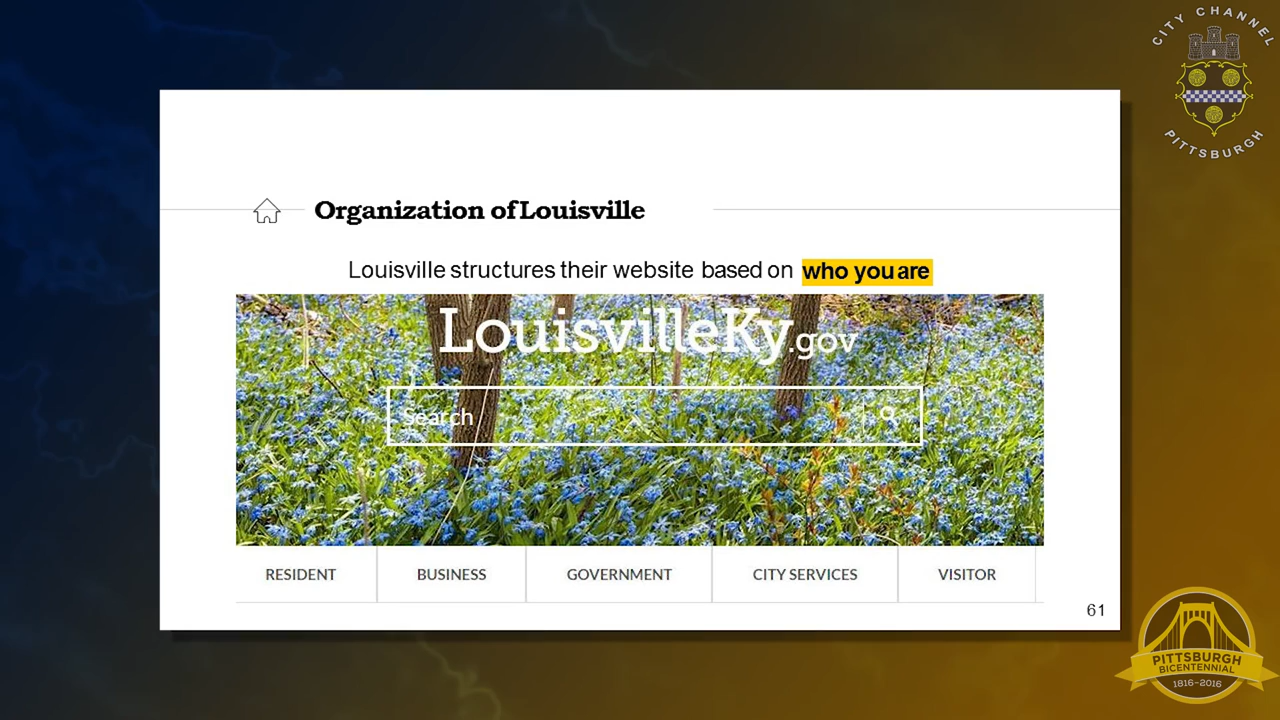 CITY CHANNEL
PITTSBURGH
Organization of Louisville
Louisville structures their website based on who you are
LouisvilleKy.gov
Search
RESIDENT
BUSINESS
GOVERNMENT
CITY SERVICES
VISITOR
61
PITTSBURGH
BICENTENNIAL
1816-2016